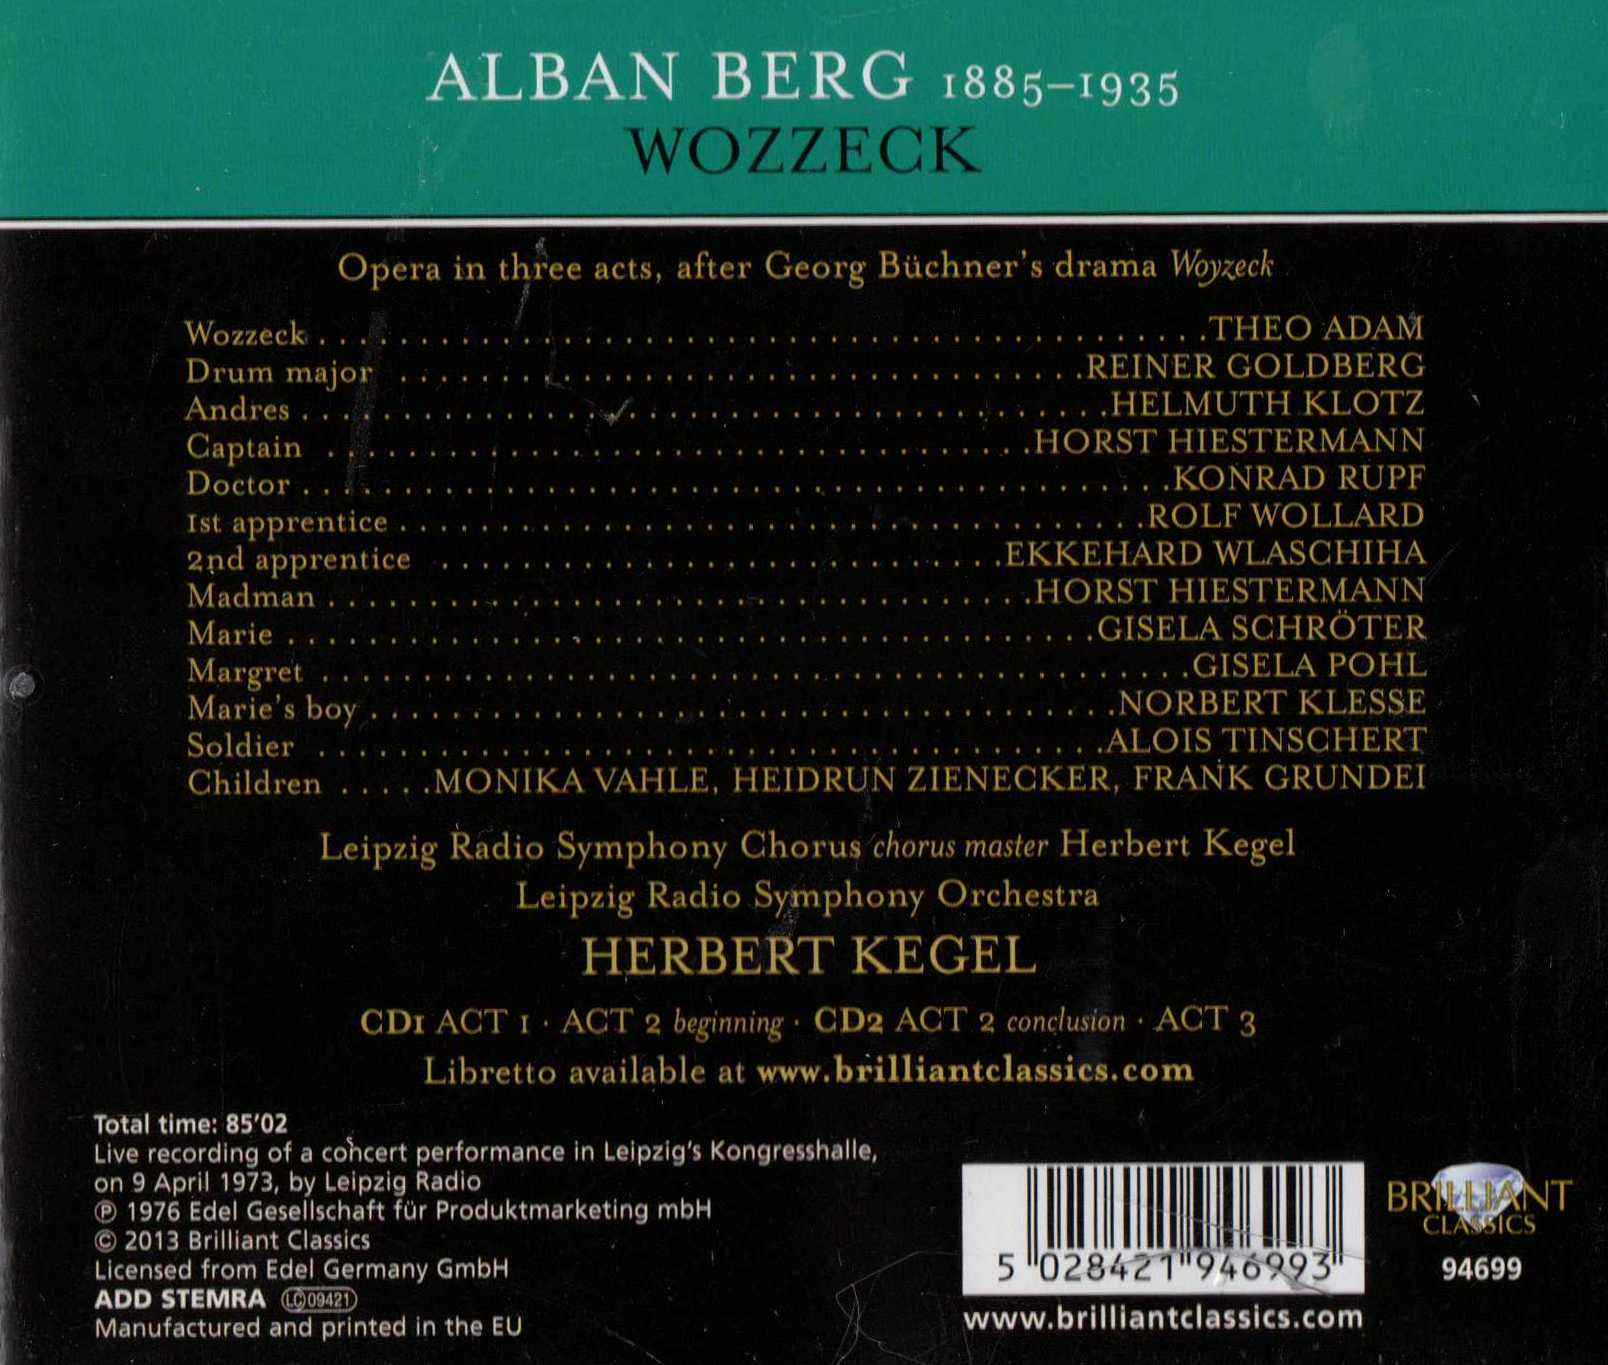 ALBAN BERG 1885–1935
WOZZECK
Opera in three acts, after Georg Büchner's drama Woyzeck
Wozzeck . . . . . . . . . . . . . . . . . . . . THEO ADAM
Drum major . . . . . . . . . . . . . . . . . . . . REINER GOLDBERG
Andres . . . . . . . . . . . . . . . . . . . . HELMUTH KLOTZ
Captain . . . . . . . . . . . . . . . . . . . . HORST HIESTERMANN
Doctor . . . . . . . . . . . . . . . . . . . . KONRAD RUPF
1st apprentice . . . . . . . . . . . . . . . . . . . . ROLF WOLLARD
2nd apprentice . . . . . . . . . . . . . . . . . . . . EKKEHARD WLASCHIHA
Madman . . . . . . . . . . . . . . . . . . . . HORST HIESTERMANN
Marie . . . . . . . . . . . . . . . . . . . . GISELA SCHRÖTER
Margret . . . . . . . . . . . . . . . . . . . . GISELA POHL
Marie's boy . . . . . . . . . . . . . . . . . . . . NORBERT KLESSE
Soldier . . . . . . . . . . . . . . . . . . . . ALOIS TINSCHERT
Children . . . . . MONIKA VAHLE, HEIDRUN ZIENECKER, FRANK GRUNDEI
Leipzig Radio Symphony Chorus chorus master Herbert Kegel
Leipzig Radio Symphony Orchestra
HERBERT KEGEL
CD1 ACT 1 · ACT 2 beginning · CD2 ACT 2 conclusion · ACT 3
Libretto available at www.brilliantclassics.com
Total time: 85'02
Live recording of a concert performance in Leipzig's Kongresshalle,
on 9 April 1973, by Leipzig Radio
℗ 1976 Edel Gesellschaft für Produktmarketing mbH
© 2013 Brilliant Classics
Licensed from Edel Germany GmbH
ADD STEMRA LC 09421
Manufactured and printed in the EU
5 028421 946993
www.brilliantclassics.com
BRILLIANT
CLASSICS
94699